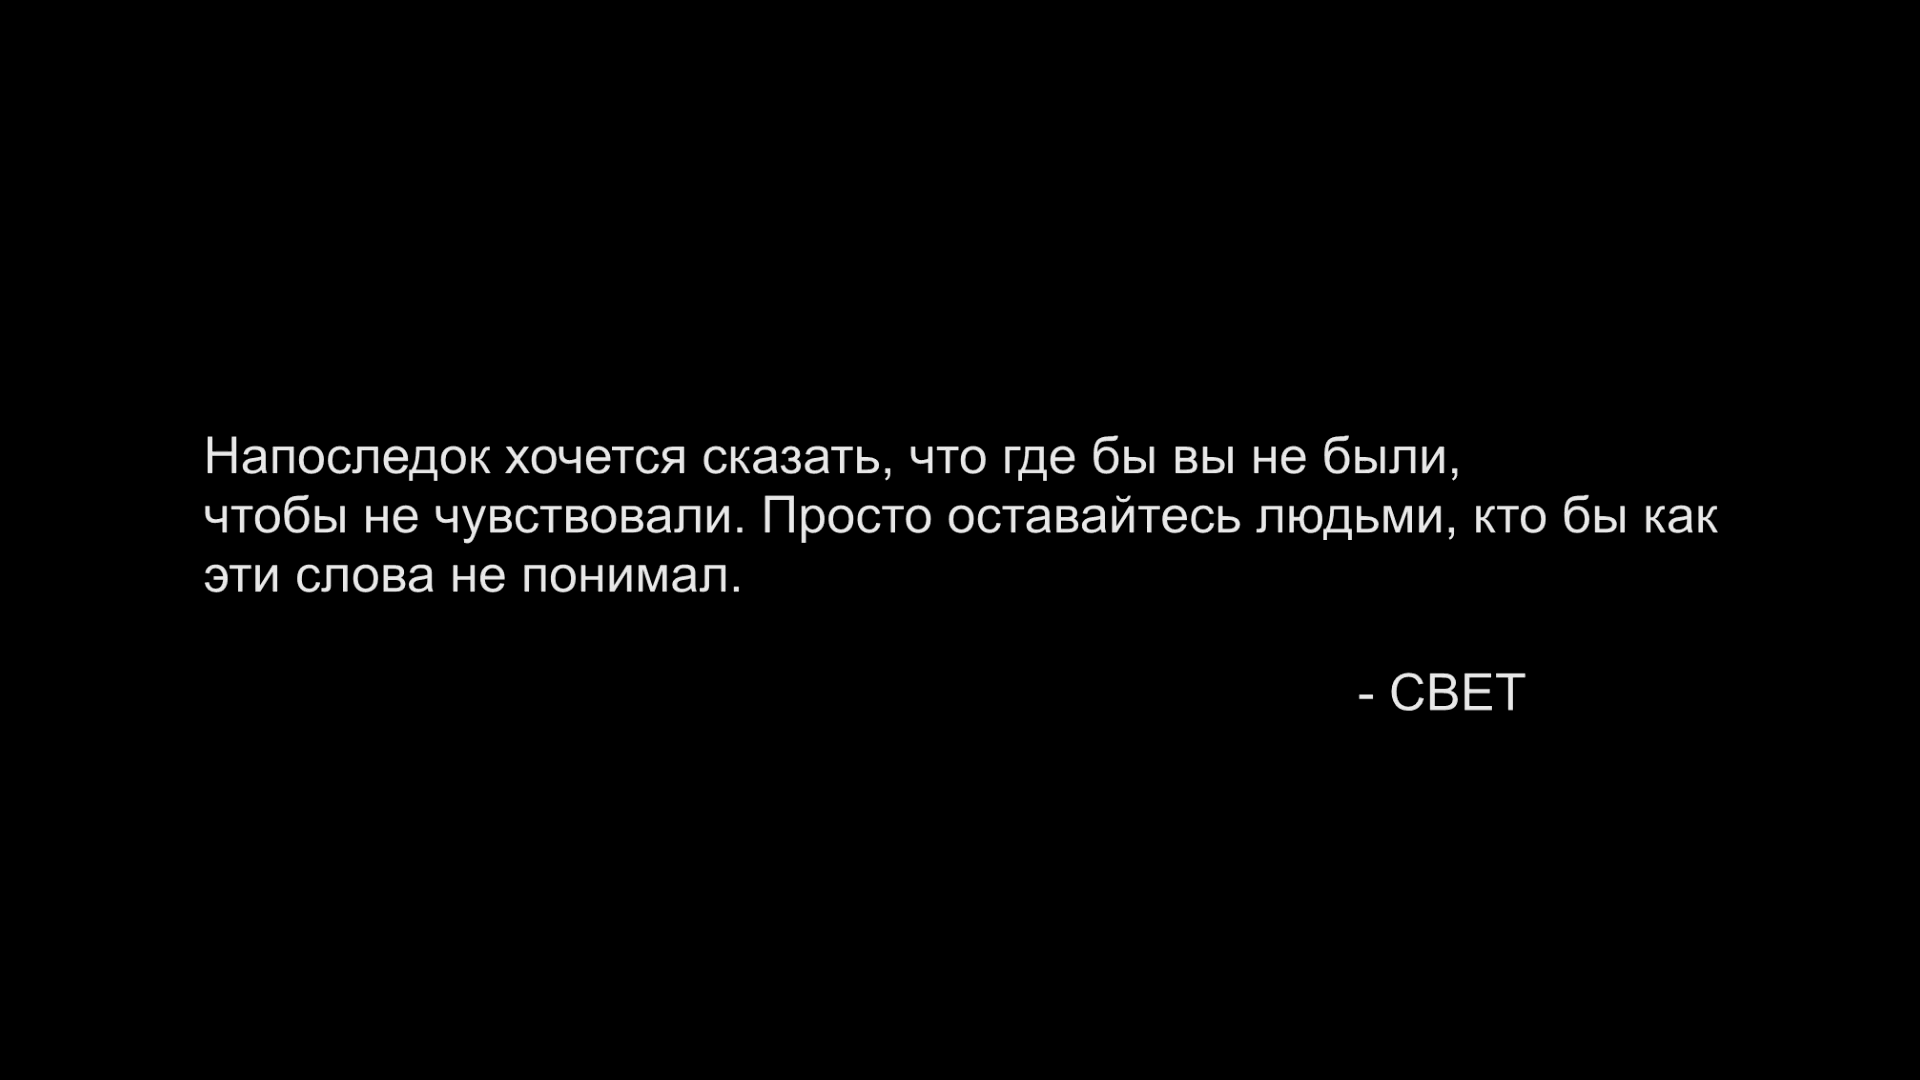 Напоследок хочется сказать, что где бы вы не были,
чтобы не чувствовали. Просто оставайтесь людьми, кто бы как
эти слова не понимал.
- СВЕТ